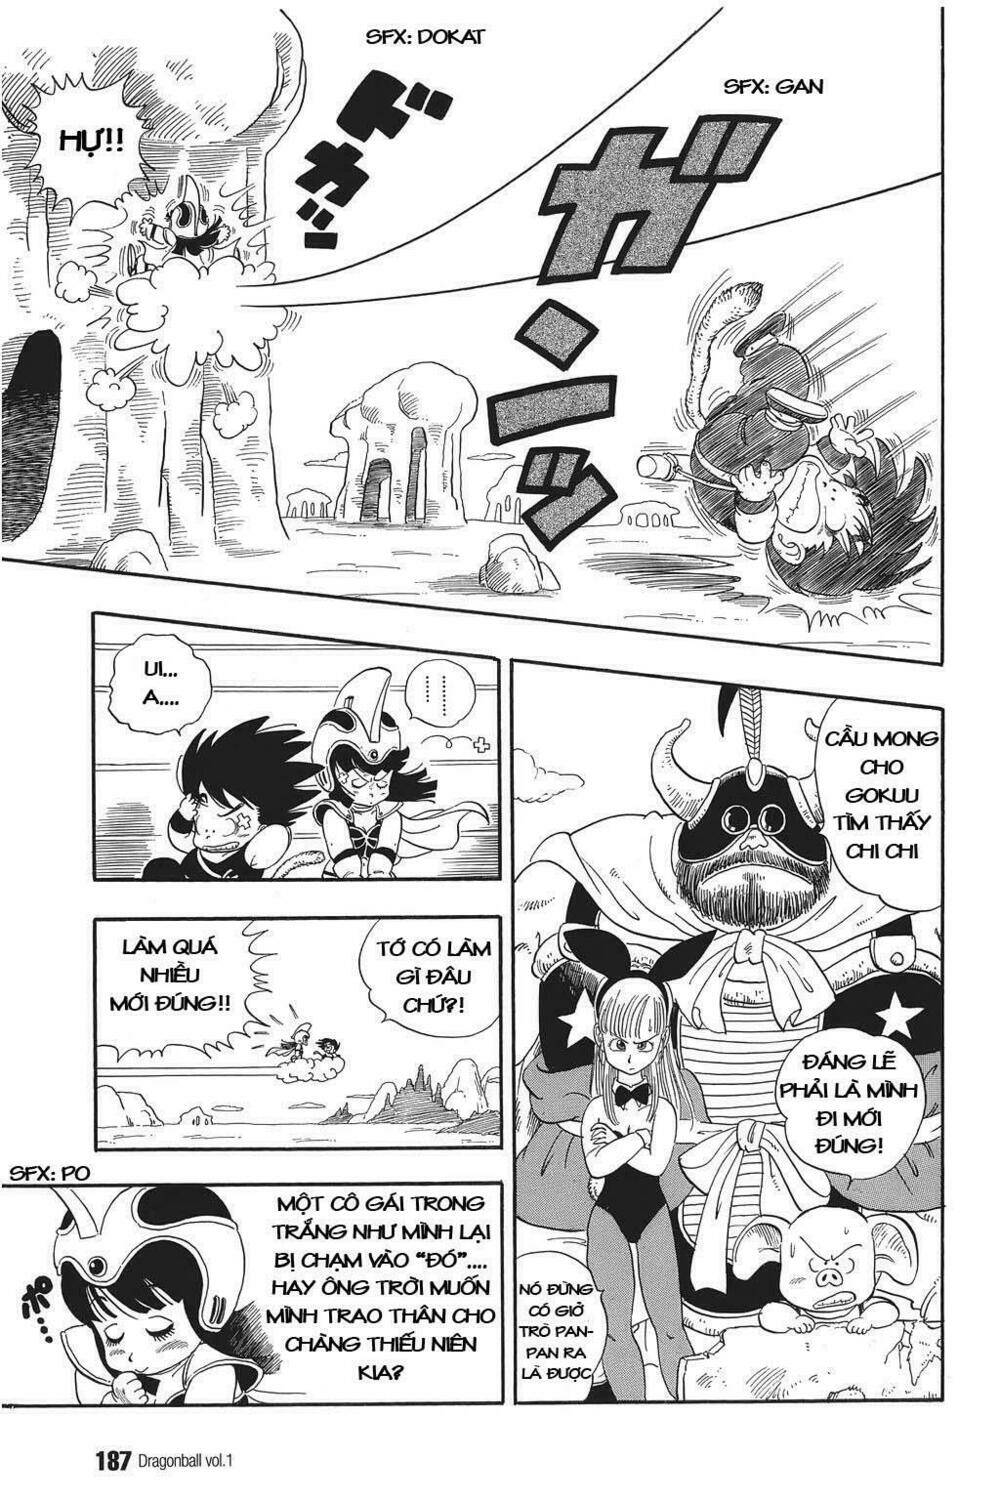 SFX: DOKAT
SFX: GAN
HỰ!!
ドガッ
ガンッ
UI...
A....
CẦU MONG
CHO
GOKUU
TÌM THẤY
CHI CHI
LÀM QUÁ
NHIỀU
MỚI ĐÚNG!!
TỚ CÓ LÀM
GÌ ĐÂU
CHỨ?!
ĐÁNG LẼ
PHẢI LÀ MÌNH
ĐI MỚI
ĐÚNG!
NÓ ĐỪNG
CÓ GIỞ
TRÒ PAN-
PAN RA
LÀ ĐƯỢC
SFX: PO
ポ...
MỘT CÔ GÁI TRONG
TRẮNG NHƯ MÌNH LẠI
BỊ CHẠM VÀO "ĐÓ"....
HAY ÔNG TRỜI MUỐN
MÌNH TRAO THÂN CHO
CHÀNG THIẾU NIÊN
KIA?
187 Dragonball vol.1